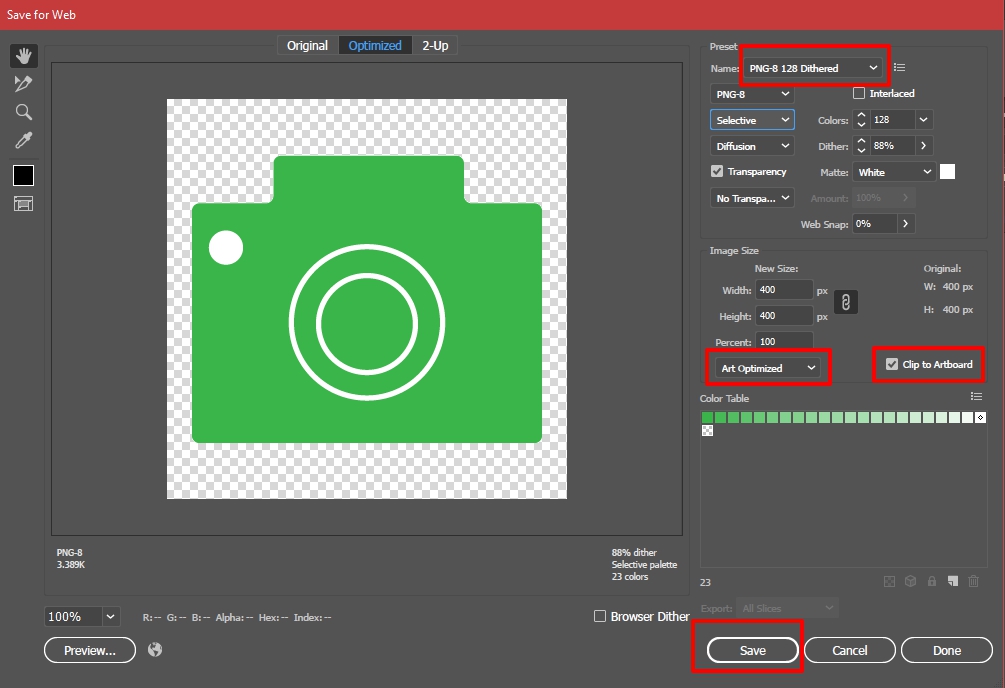 Save for Web
Original Optimized 2-Up
Preset
Name: PNG-8 128 Dithered
PNG-8 Interlaced
Selective Colors: 128
Diffusion Dither: 88%
Transparency Matte: White
No Transpa... Amount: 100%
Web Snap: 0%
Image Size
New Size: Original:
Width: 400 px W: 400 px
Height: 400 px H: 400 px
Percent: 100
Art Optimized Clip to Artboard
Color Table
PNG-8 88% dither
3.389K Selective palette
23 colors
23
Export: All Slices
100% R: -- G: -- B: -- Alpha: -- Hex: -- Index: -- Browser Dither
Preview... Save Cancel Done